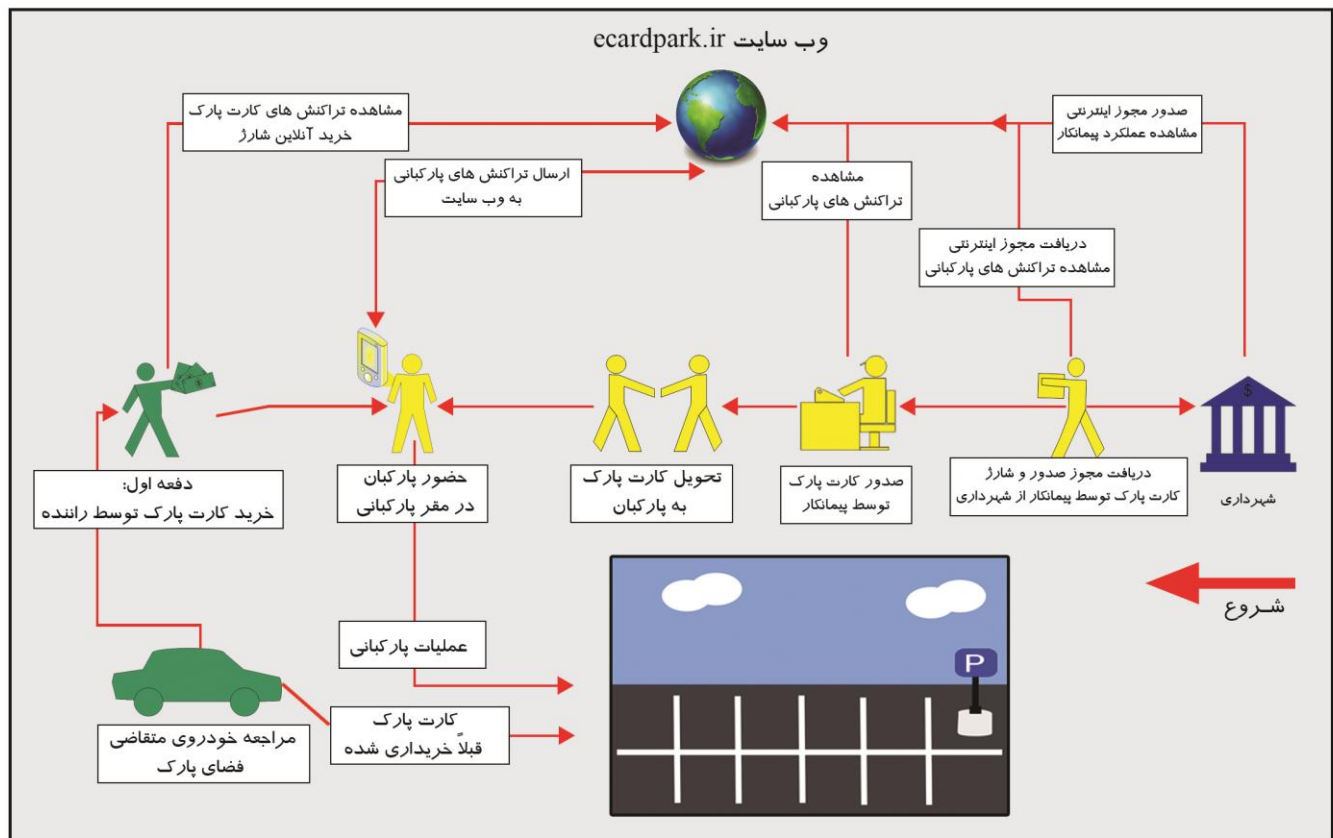 وب سایت ecardpark.ir
مشاهده تراکنش های کارت پارک
خرید آنلاین شارژ
صدور مجوز اینترنتی
مشاهده عملکرد پیمانکار
ارسال تراکنش های پارکبانی
به وب سایت
مشاهده
تراکنش های پارکبانی
دریافت مجوز اینترنتی
مشاهده تراکنش های پارکبانی
$
شهرداری
دریافت مجوز صدور و شارژ
کارت پارک توسط پیمانکار از شهرداری
صدور کارت پارک
توسط پیمانکار
تحویل کارت پارک
به پارکبان
حضور پارکبان
در مقر پارکبانی
دفعه اول:
خرید کارت پارک توسط راننده
شروع
عملیات پارکبانی
P
کارت پارک
قبلاً خریداری شده
مراجعه خودروی متقاضی
فضای پارک